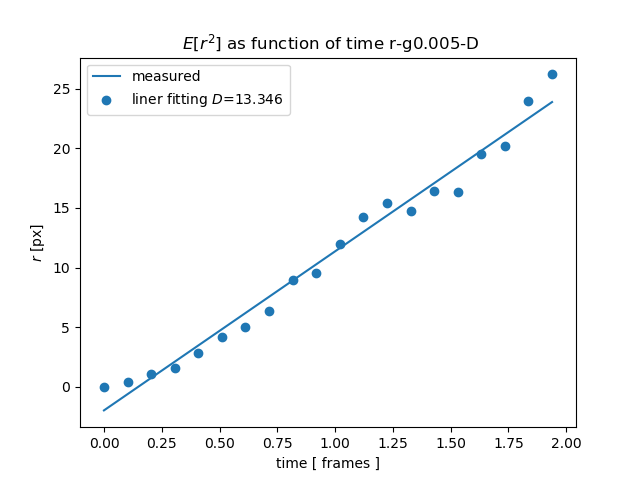 E[r²] as function of time r-g0.005-D
measured
liner fitting D=13.346
25
20
15
10
5
0
r [px]
0.00 0.25 0.50 0.75 1.00 1.25 1.50 1.75 2.00
time [ frames ]